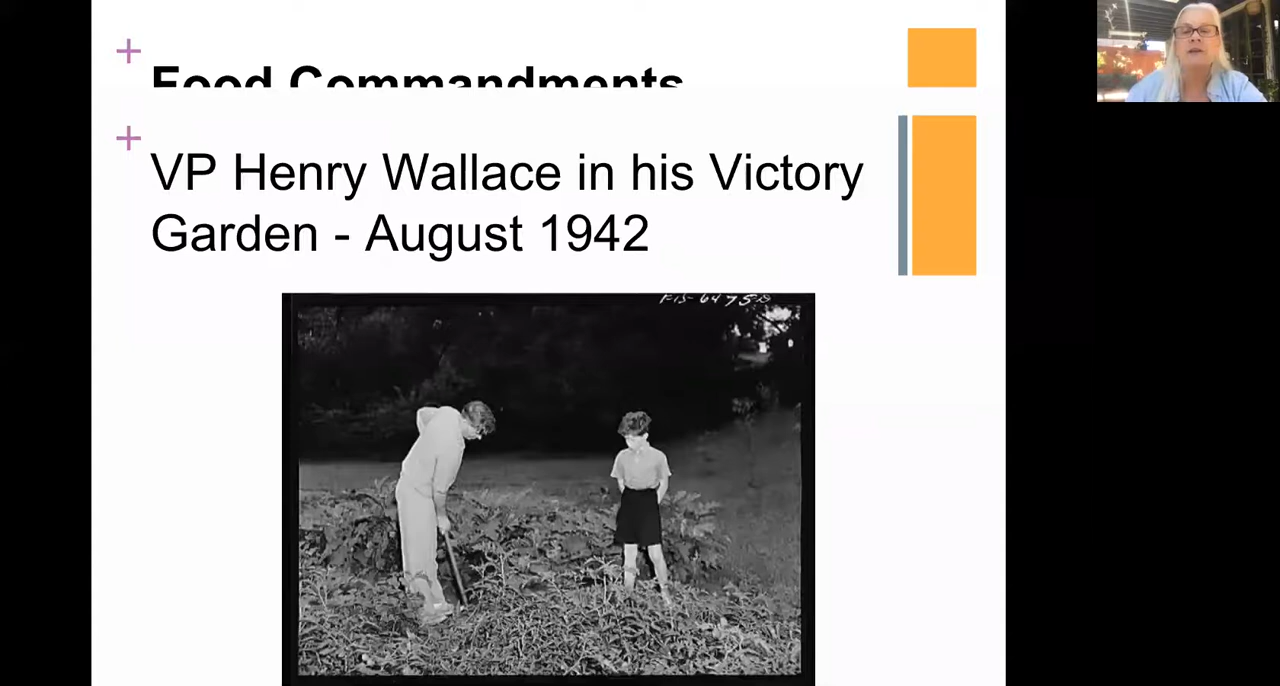 +
Food Commandments
+
VP Henry Wallace in his Victory
Garden - August 1942